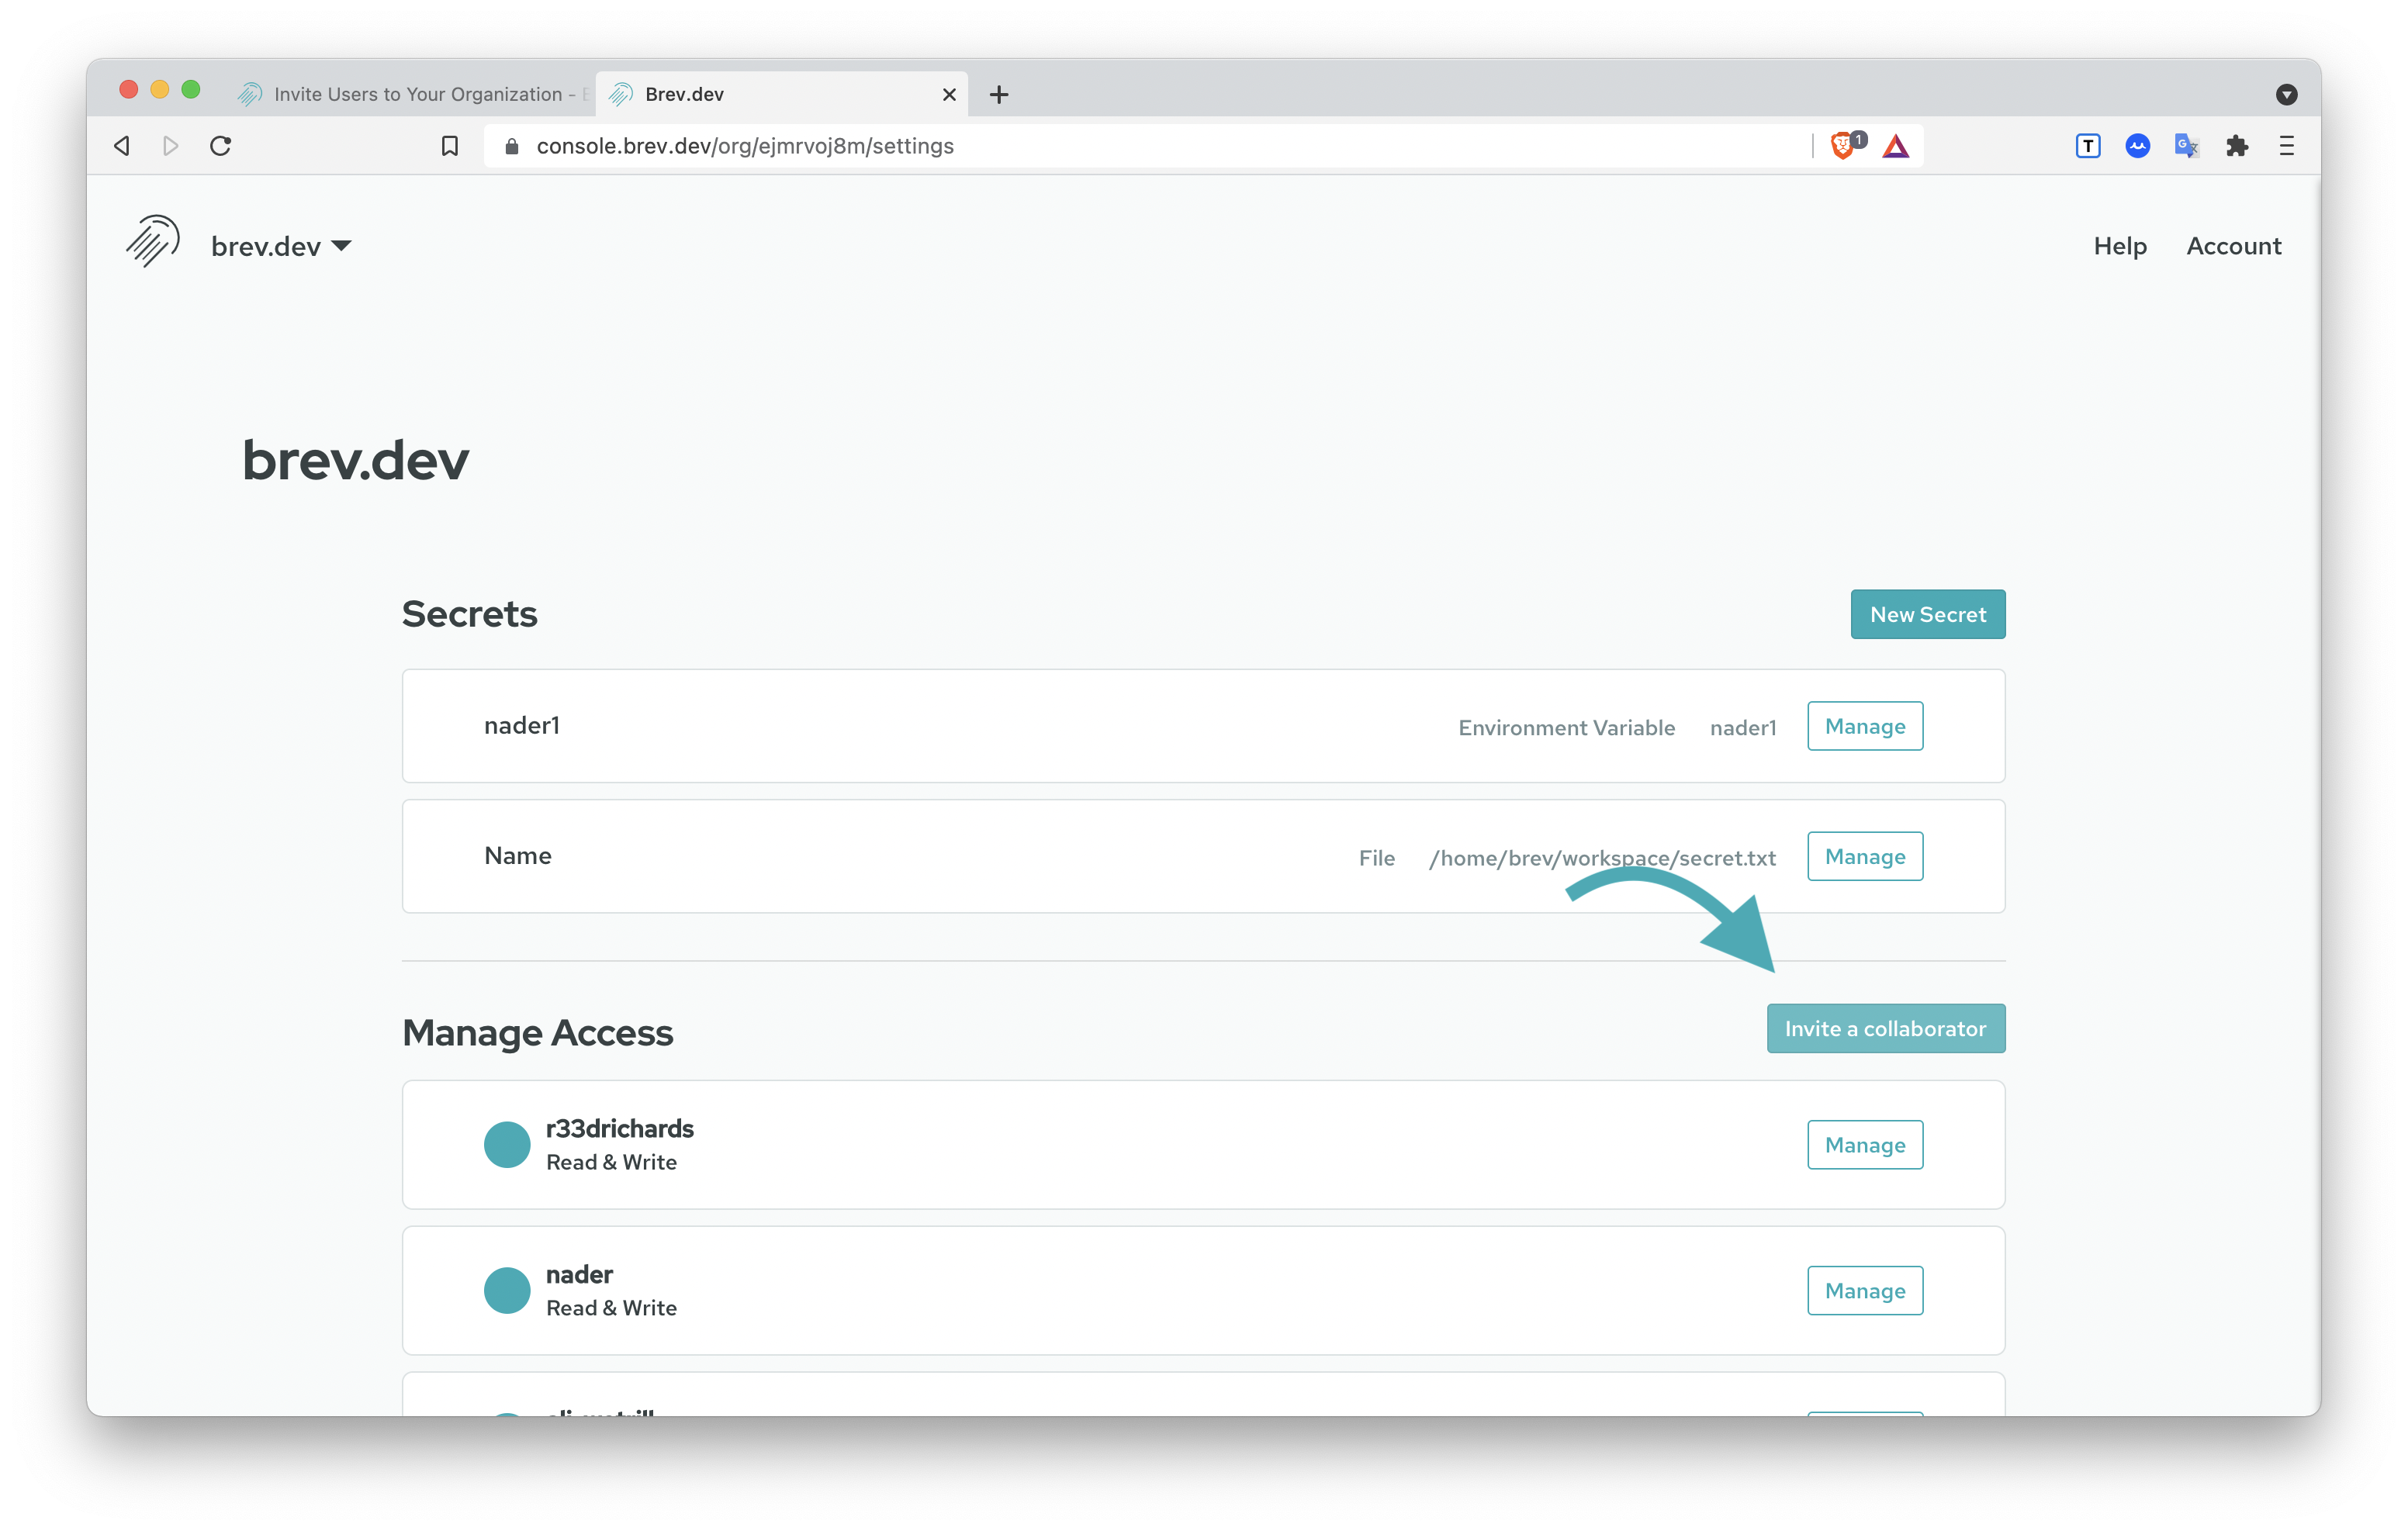 Invite Users to Your Organization -
Brev.dev
console.brev.dev/org/ejmrvoj8m/settings
1
T
G
brev.dev
Help
Account
brev.dev
Secrets
New Secret
nader1
Environment Variable
nader1
Manage
Name
File
/home/brev/workspace/secret.txt
Manage
Manage Access
Invite a collaborator
r33drichards
Read & Write
Manage
nader
Read & Write
Manage